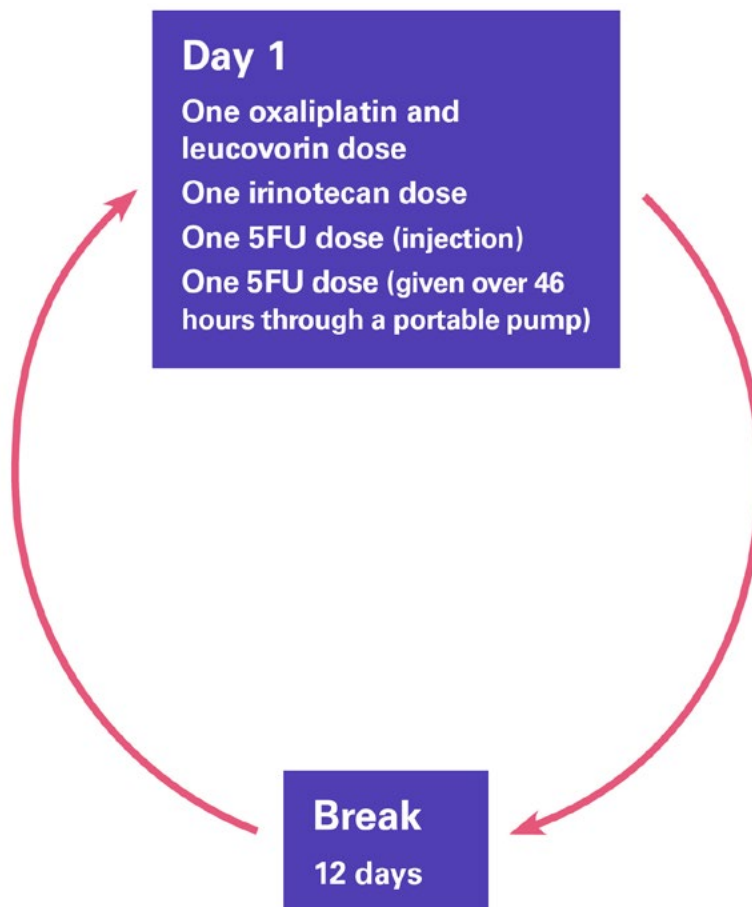 Day 1
One oxaliplatin and
leucovorin dose
One irinotecan dose
One 5FU dose (injection)
One 5FU dose (given over 46
hours through a portable pump)
Break
12 days